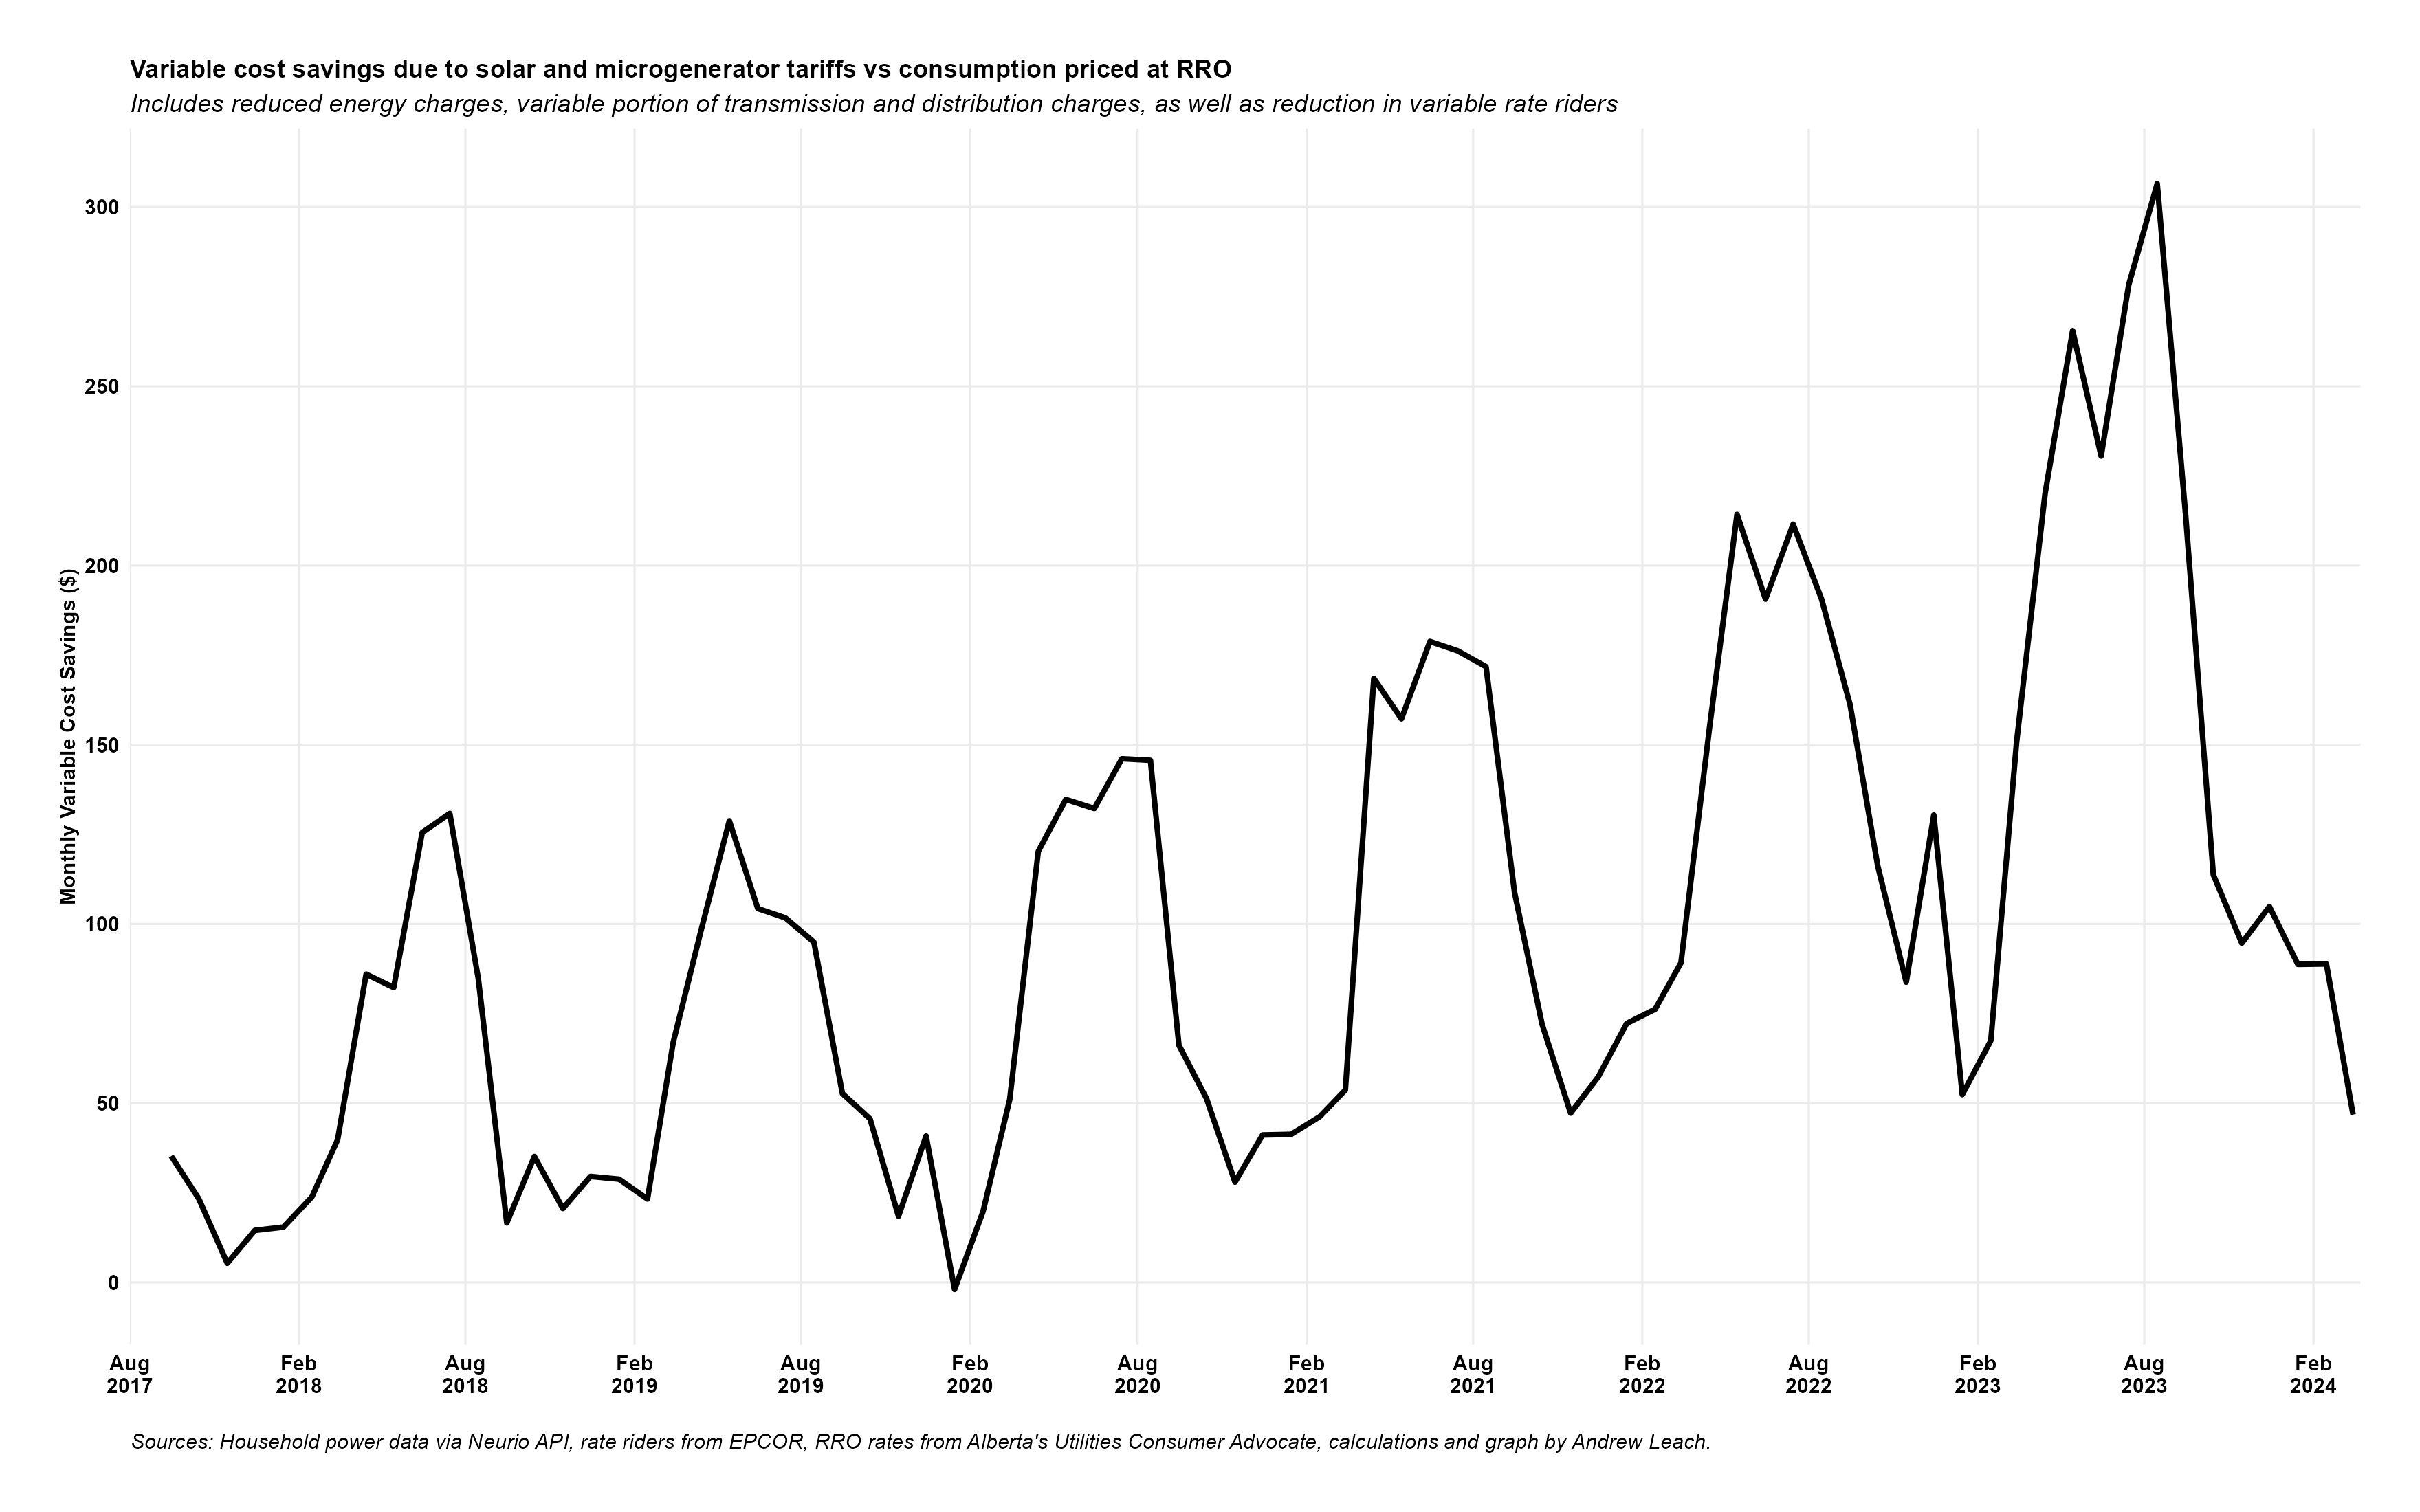 Variable cost savings due to solar and microgenerator tariffs vs consumption priced at RRO
Includes reduced energy charges, variable portion of transmission and distribution charges, as well as reduction in variable rate riders
Monthly Variable Cost Savings ($)
300
250
200
150
100
50
0
Aug Feb Aug Feb Aug Feb Aug Feb Aug Feb Aug Feb Aug Feb
2017 2018 2018 2019 2019 2020 2020 2021 2021 2022 2022 2023 2023 2024
Sources: Household power data via Neurio API, rate riders from EPCOR, RRO rates from Alberta's Utilities Consumer Advocate, calculations and graph by Andrew Leach.